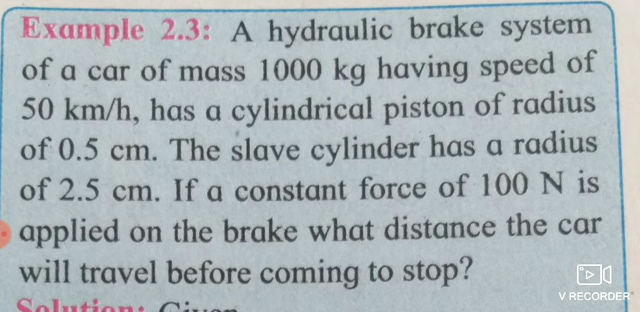 Example 2.3: A hydraulic brake system
of a car of mass 1000 kg having speed of
50 km/h, has a cylindrical piston of radius
of 0.5 cm. The slave cylinder has a radius
of 2.5 cm. If a constant force of 100 N is
applied on the brake what distance the car
will travel before coming to stop?
V RECORDER
Solution: Given